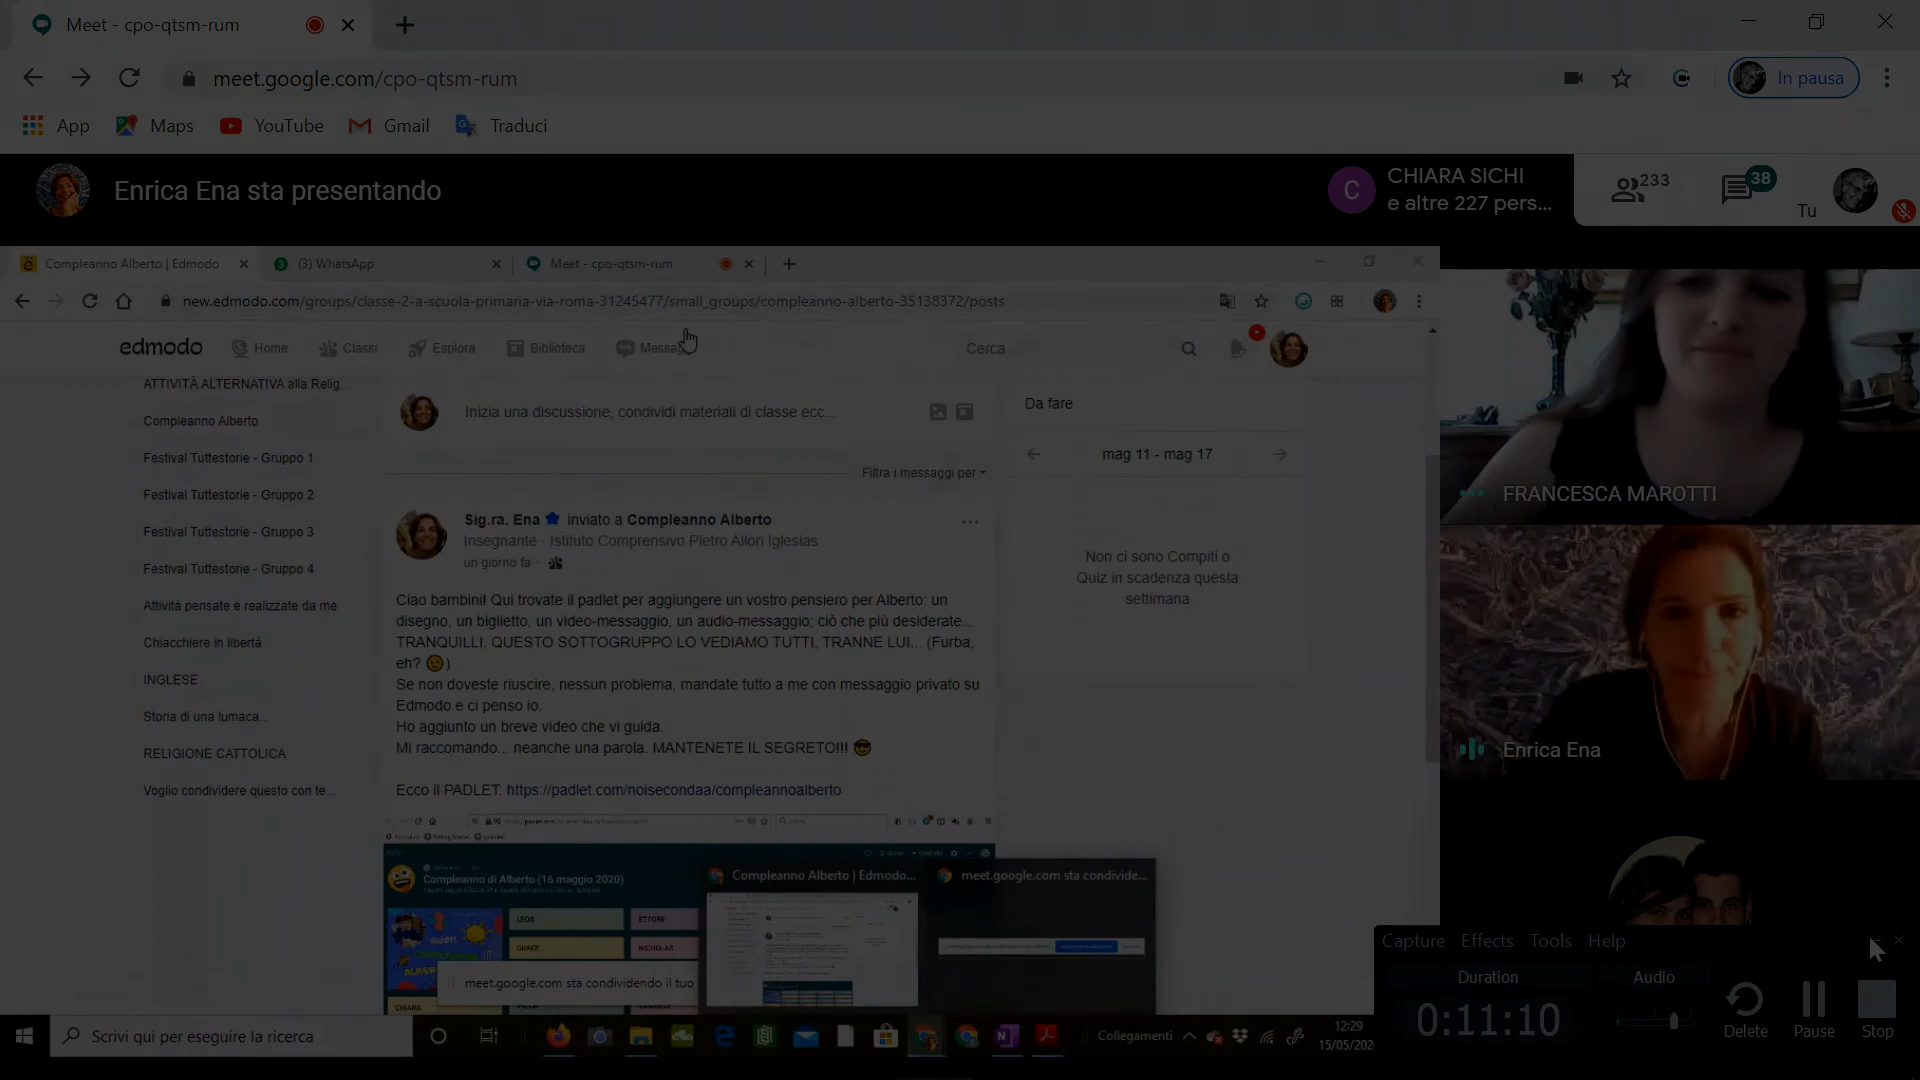 Meet - cpo-qtsm-rum
meet.google.com/cpo-qtsm-rum
In pausa
App
Maps
YouTube
Gmail
Traduci
Enrica Ena sta presentando
C
CHIARA SICHI
e altre 227 pers...
233
38
Tu
Compleanno Alberto | Edmodo
(3) WhatsApp
Meet - cpo-qtsm-rum
new.edmodo.com/groups/classe-2-a-scuola-primaria-via-roma-31245477/small_groups/compleanno-alberto-35138372/posts
edmodo
Home
Classi
Esplora
Biblioteca
Cerca
ATTIVITÀ ALTERNATIVA alla Relig...
Compleanno Alberto
Festival Tuttestorie - Gruppo 1
Festival Tuttestorie - Gruppo 2
Festival Tuttestorie - Gruppo 3
Festival Tuttestorie - Gruppo 4
Attività pensate e realizzate da me
Chiacchiere in libertà
INGLESE
Storia di una lumaca...
RELIGIONE CATTOLICA
Voglio condividere questo con te...
Inizia una discussione, condividi materiali di classe ecc...
Filtra i messaggi per
Sig.ra. Ena inviato a Compleanno Alberto
Insegnante · Istituto Comprensivo Pietro Allori Iglesias
un giorno fa ·
Ciao bambini! Qui trovate il padlet per aggiungere un vostro pensiero per Alberto: un
disegno, un biglietto, un video-messaggio, un audio-messaggio; ciò che più desiderate...
TRANQUILLI, QUESTO SOTTOGRUPPO LO VEDIAMO TUTTI, TRANNE LUI... (Furba,
eh? 😉)
Se non doveste riuscire, nessun problema, mandate tutto a me con messaggio privato su
Edmodo e ci penso io.
Ho aggiunto un breve video che vi guida.
Mi raccomando... neanche una parola. MANTENETE IL SEGRETO!!! 😎
Ecco il PADLET: https://padlet.com/noisecondaa/compleannoalberto
Da fare
mag 11 - mag 17
Non ci sono Compiti o
Quiz in scadenza questa
settimana
Compleanno di Alberto (16 maggio 2020)
LEOS
ETTORE
GRACE
NICHOLAS
CHIARA
meet.google.com sta condividendo il tuo
Compleanno Alberto | Edmodo...
meet.google.com sta condivide...
FRANCESCA MAROTTI
Enrica Ena
Capture
Effects
Tools
Help
Duration
Audio
0:11:10
Delete
Pause
Stop
Scrivi qui per eseguire la ricerca
Collegamenti
12:29
15/05/202